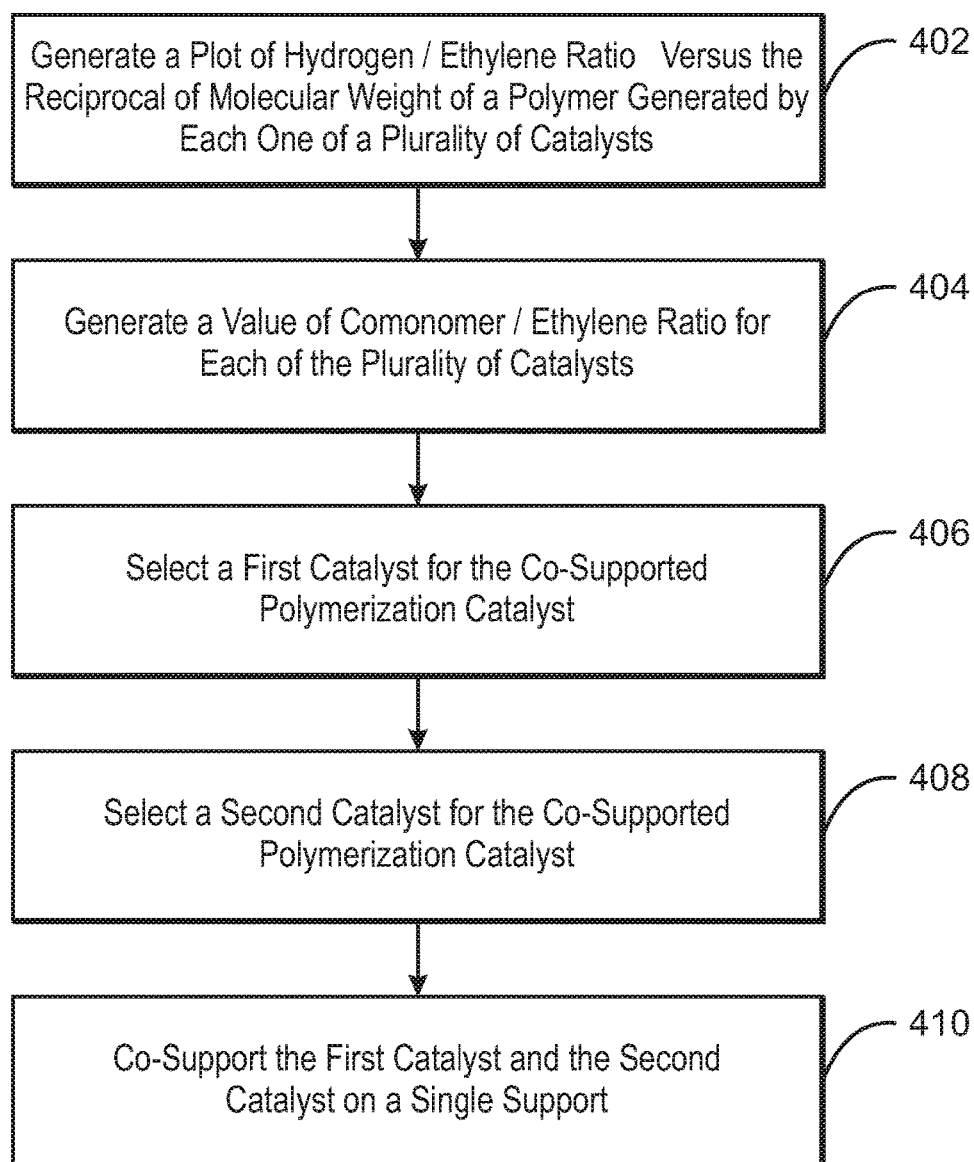 Generate a Plot of Hydrogen / Ethylene Ratio Versus the
Reciprocal of Molecular Weight of a Polymer Generated by
Each One of a Plurality of Catalysts
402
Generate a Value of Comonomer / Ethylene Ratio for
Each of the Plurality of Catalysts
404
Select a First Catalyst for the Co-Supported
Polymerization Catalyst
406
Select a Second Catalyst for the Co-Supported
Polymerization Catalyst
408
Co-Support the First Catalyst and the Second
Catalyst on a Single Support
410